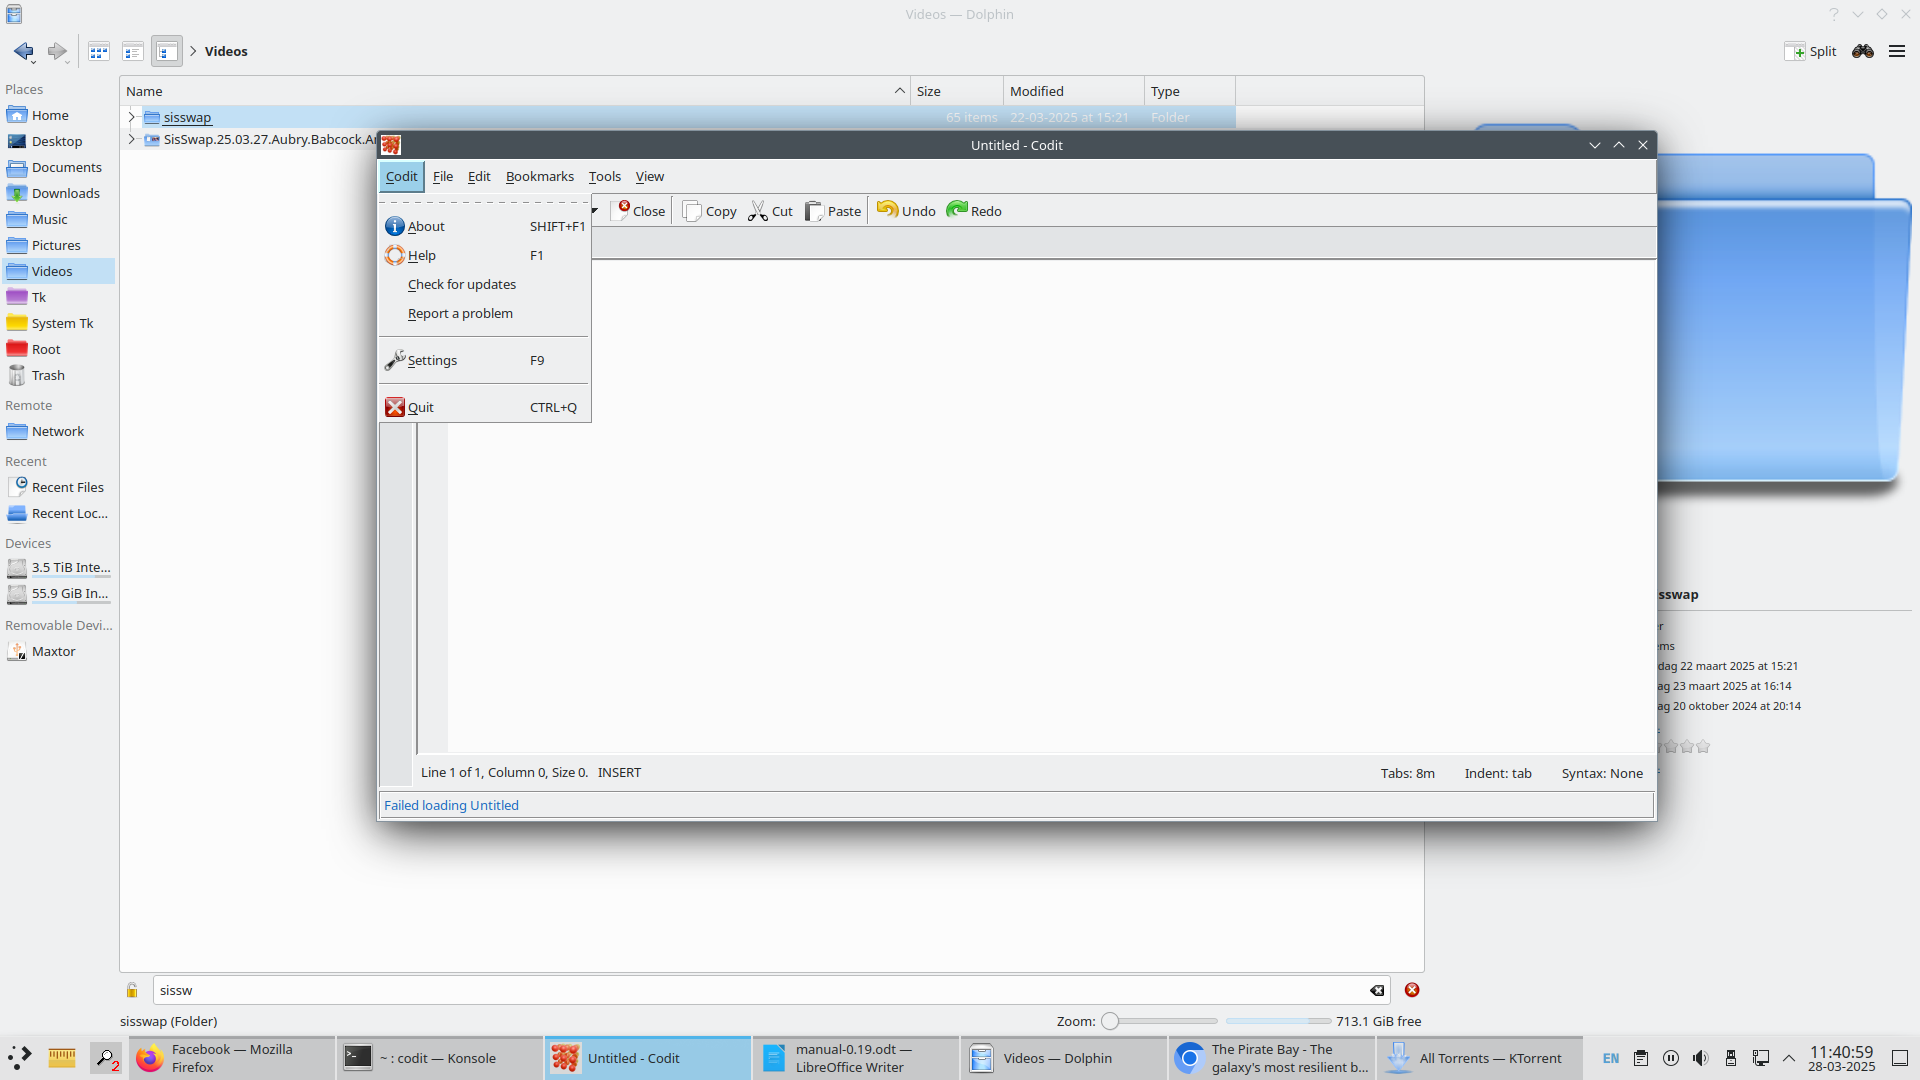 Videos — Dolphin
Videos
Split
Places
Home
Desktop
Documents
Downloads
Music
Pictures
Videos
Tk
System Tk
Root
Trash
Remote
Network
Recent
Recent Files
Recent Loc...
Devices
3.5 TiB Inte...
55.9 GiB In...
Removable Devi...
Maxtor
Name Size Modified Type
sisswap 65 items 22-03-2025 at 15:21 Folder
SisSwap.25.03.27.Aubry.Babcock.
Untitled - Codit
Codit File Edit Bookmarks Tools View
Close Copy Cut Paste Undo Redo
About SHIFT+F1
Help F1
Check for updates
Report a problem
Settings F9
Quit CTRL+Q
Line 1 of 1, Column 0, Size 0. INSERT
Tabs: 8m Indent: tab Syntax: None
Failed loading Untitled
sswap
r
ms
dag 22 maart 2025 at 15:21
ag 23 maart 2025 at 16:14
ag 20 oktober 2024 at 20:14
sissw
sisswap (Folder)
Zoom:
713.1 GiB free
2
Facebook — Mozilla
Firefox
~ : codit — Konsole
Untitled - Codit
manual-0.19.odt —
LibreOffice Writer
Videos — Dolphin
The Pirate Bay - The
galaxy's most resilient b...
All Torrents — KTorrent
EN
11:40:59
28-03-2025